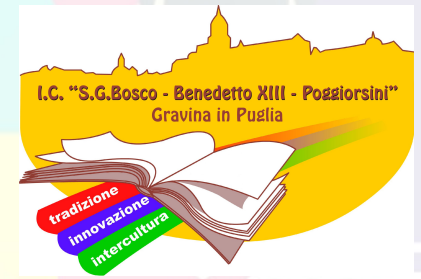 I.C. “S.G.Bosco - Benedetto XIII - Poggiorsini”
Gravina in Puglia
tradizione
innovazione
intercultura